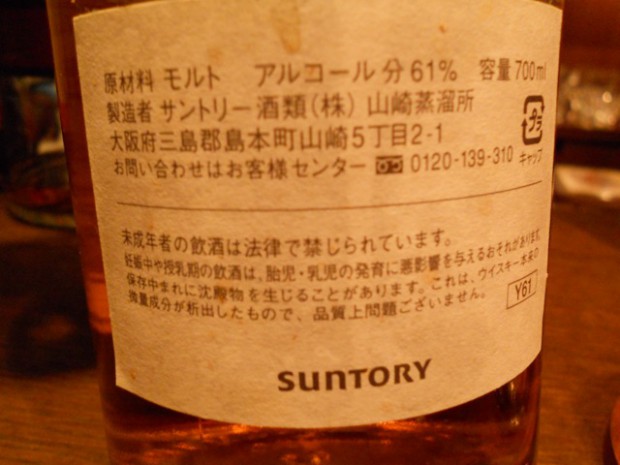 原材料 モルト アルコール分61% 容量700ml
製造者 サントリー酒類(株) 山崎蒸溜所
大阪府三島郡島本町山崎5丁目2-1
プラ
お問い合わせはお客様センター 0120-139-310 キャップ
未成年者の飲酒は法律で禁じられています。
妊娠中や授乳期の飲酒は、胎児・乳児の発育に悪影響を与えるおそれがあります。
保存中まれに沈殿物を生じることがあります。これは、ウイスキー本来の
微量成分が析出したもので、品質上問題ございません。
Y61
SUNTORY